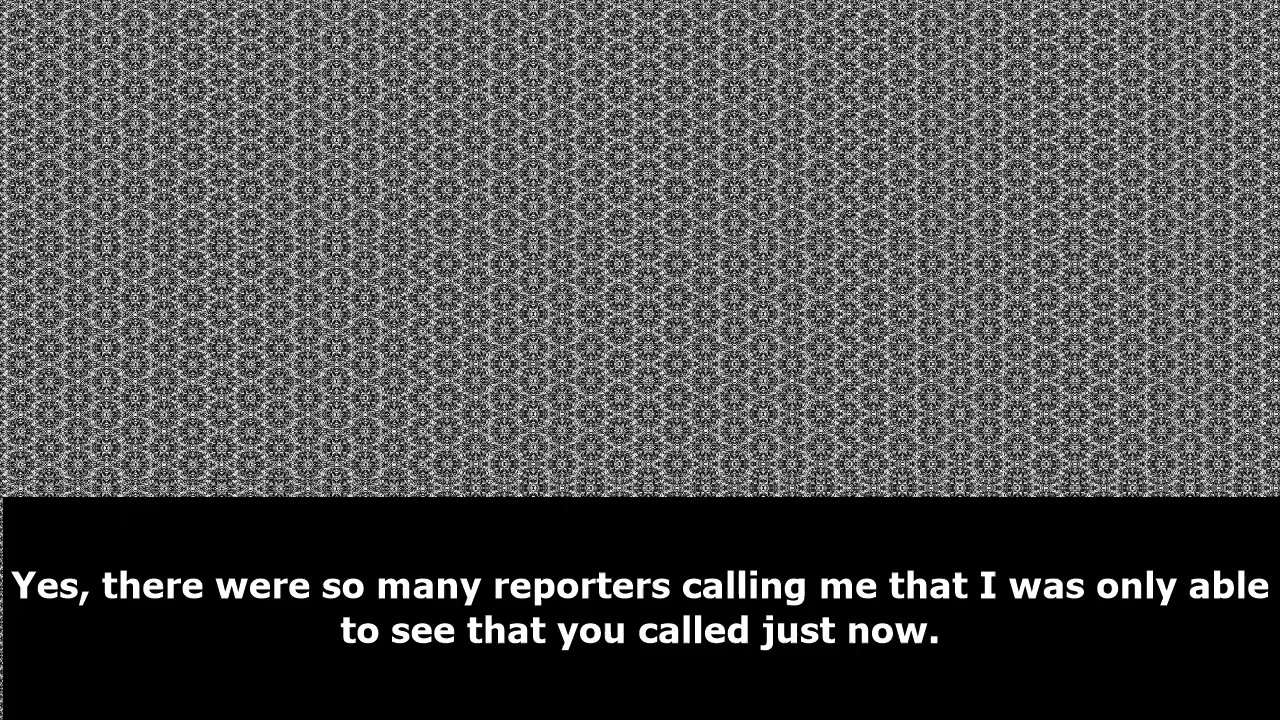 Yes, there were so many reporters calling me that I was only able
to see that you called just now.